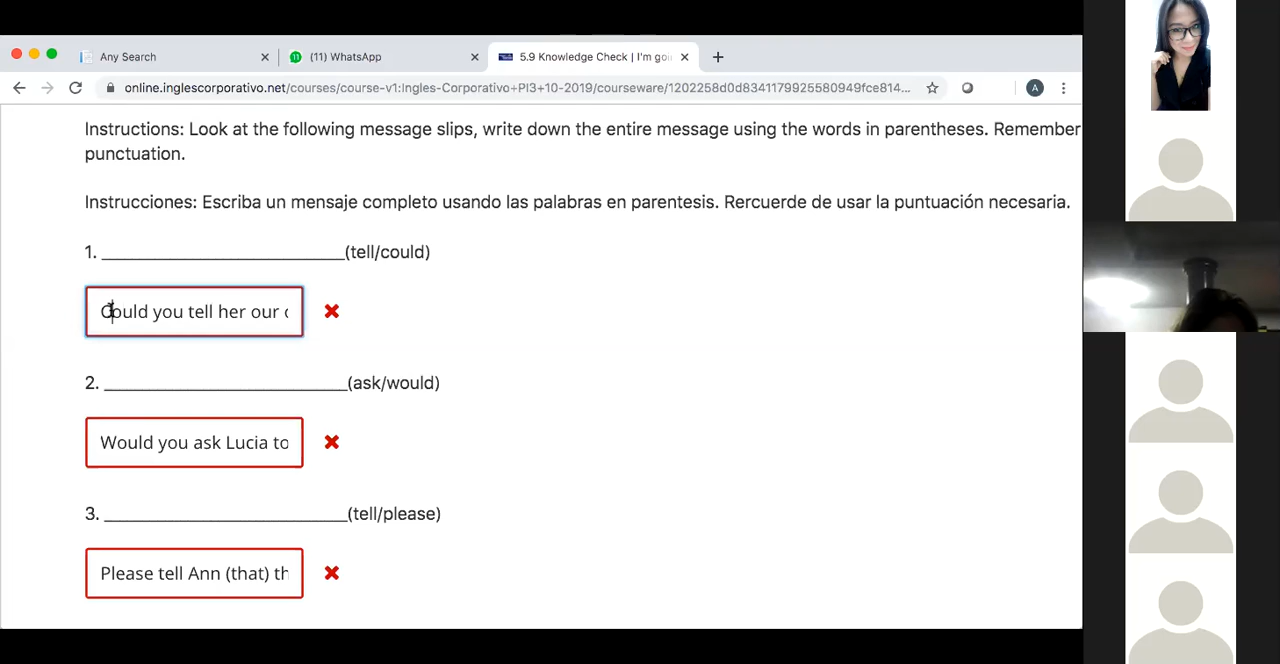 Any Search
(11) WhatsApp
5.9 Knowledge Check | I'm goi
online.inglescorporativo.net/courses/course-v1:Ingles-Corporativo+PI3+10-2019/courseware/1202258d0d8341179925580949fce814...
A
Instructions: Look at the following message slips, write down the entire message using the words in parentheses. Remember
punctuation.
Instrucciones: Escriba un mensaje completo usando las palabras en parentesis. Rercuerde de usar la puntuación necesaria.
1. ________________________(tell/could)
Could you tell her our
2. ________________________(ask/would)
Would you ask Lucia to
3. ________________________(tell/please)
Please tell Ann (that) th